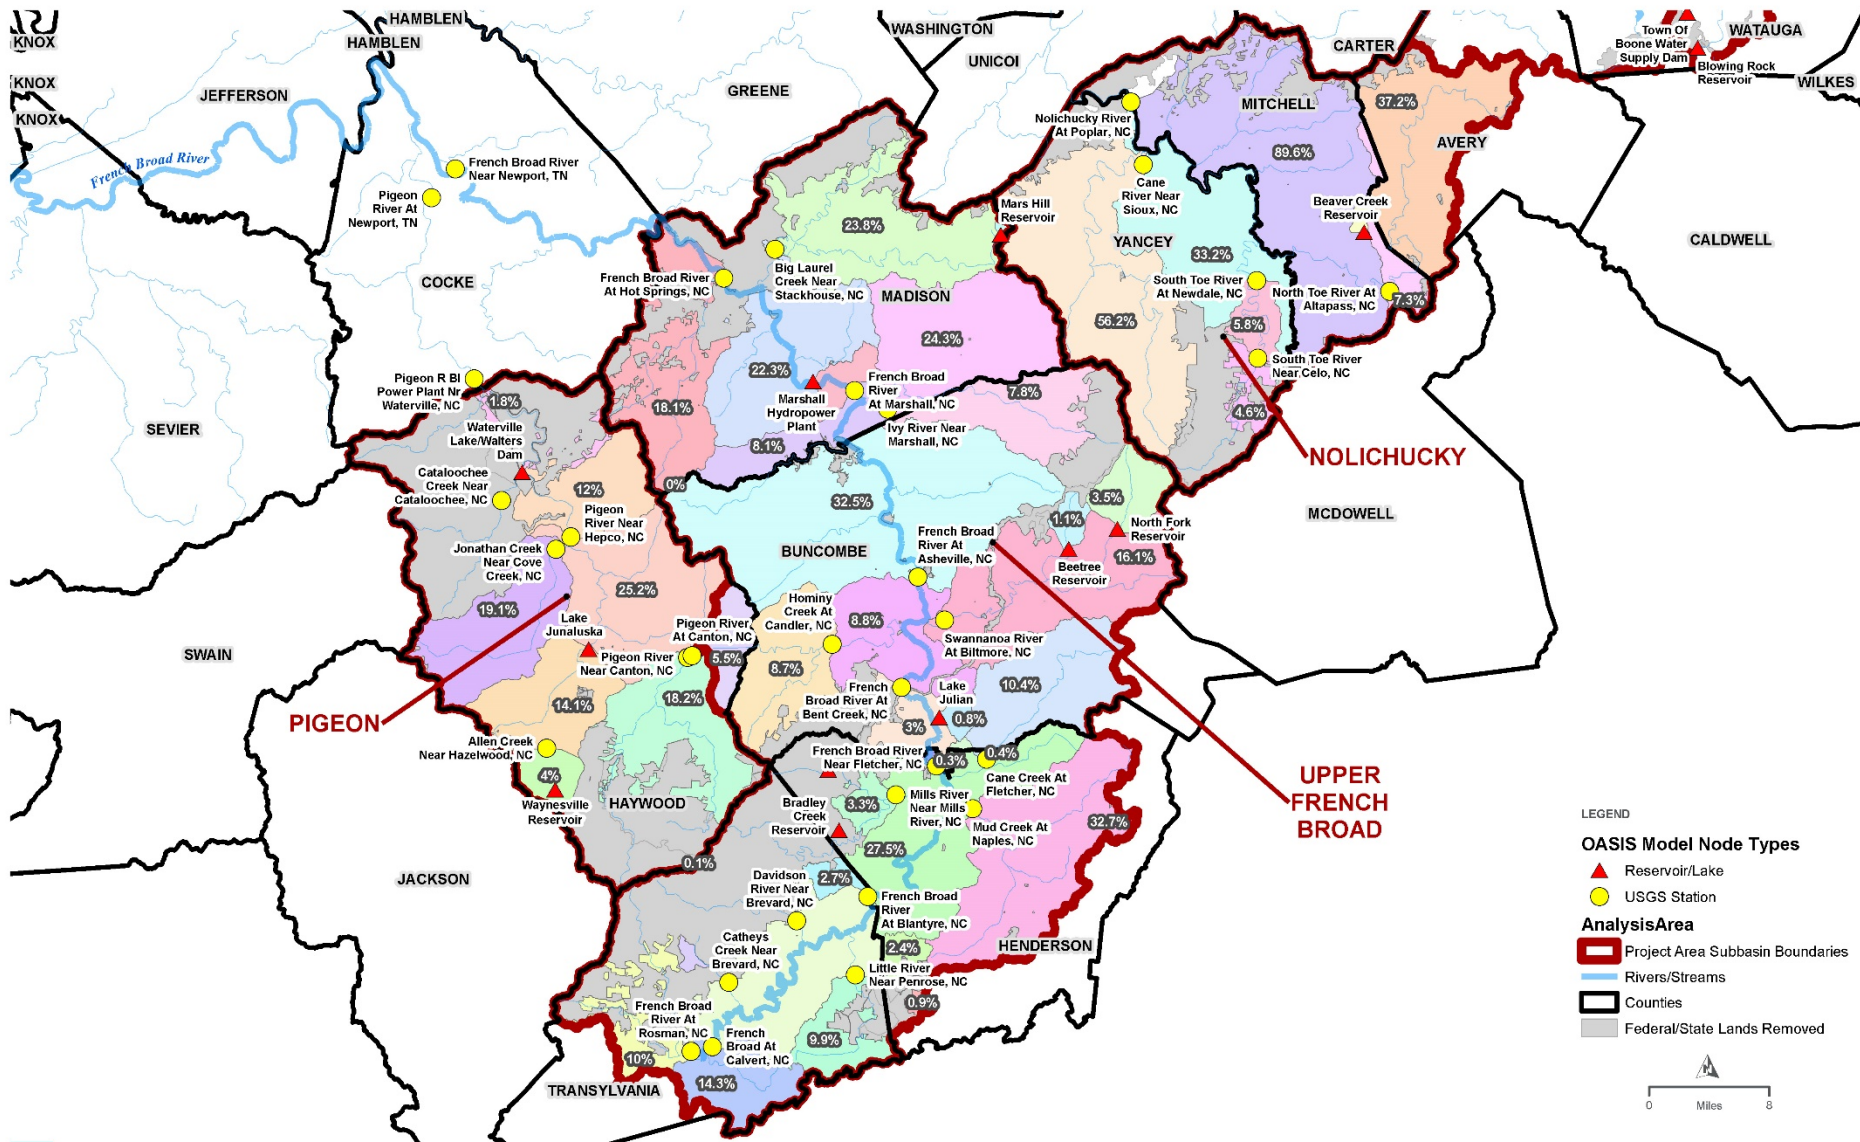 HAMBLEN
KNOX
HAMBLEN
WASHINGTON
CARTER
Town Of
Boone Water
Supply Dam
WATAUGA
Blowing Rock
Reservoir
UNICOI
KNOX
JEFFERSON
GREENE
WILKES
KNOX
MITCHELL
37.2%
Nolichucky River
At Poplar, NC
AVERY
89.6%
French Broad River
French Broad River
Near Newport, TN
Pigeon
River At
Newport, TN
Cane
River Near
Sioux, NC
Mars Hill
Reservoir
Beaver Creek
Reservoir
23.8%
YANCEY
33.2%
CALDWELL
COCKE
French Broad River
At Hot Springs, NC
Big Laurel
Creek Near
Stackhouse, NC
MADISON
South Toe River
At Newdale, NC
North Toe River At
Altapass, NC
7.3%
56.2%
5.8%
24.3%
22.3%
South Toe River
Near Celo, NC
Pigeon R Bl
Power Plant Nr
Waterville, NC
1.8%
Marshall
Hydropower
Plant
French Broad
River
At Marshall, NC
7.8%
18.1%
4.6%
SEVIER
Waterville
Lake/Walters
Dam
8.1%
Ivy River Near
Marshall, NC
NOLICHUCKY
Cataloochee
Creek Near
Cataloochee, NC
12%
0%
32.5%
3.5%
1.1%
MCDOWELL
Pigeon
River Near
Hepco, NC
North Fork
Reservoir
BUNCOMBE
French Broad
River At
Asheville, NC
16.1%
Jonathan Creek
Near Cove
Creek, NC
Beetree
Reservoir
25.2%
19.1%
Hominy
Creek At
Candler, NC
8.8%
Lake
Junaluska
Pigeon River
At Canton, NC
Swannanoa River
At Biltmore, NC
SWAIN
Pigeon River
Near Canton, NC
5.5%
8.7%
10.4%
14.1%
18.2%
French
Broad River At
Bent Creek, NC
Lake
Julian
0.8%
PIGEON
3%
Allen Creek
Near Hazelwood, NC
French Broad River
Near Fletcher, NC
0.3%
0.4%
Cane Creek At
Fletcher, NC
4%
UPPER
FRENCH
BROAD
Waynesville
Reservoir
HAYWOOD
Bradley
Creek
Reservoir
3.3%
Mills River
Near Mills
River, NC
Mud Creek At
Naples, NC
32.7%
27.5%
0.1%
JACKSON
Davidson
River Near
Brevard, NC
2.7%
French Broad
River
At Blantyre, NC
Catheys
Creek Near
Brevard, NC
2.4%
HENDERSON
Little River
Near Penrose, NC
0.9%
French Broad
River At
Rosman, NC
French
Broad At
Calvert, NC
9.9%
10%
14.3%
TRANSYLVANIA
LEGEND
OASIS Model Node Types
Reservoir/Lake
USGS Station
AnalysisArea
Project Area Subbasin Boundaries
Rivers/Streams
Counties
Federal/State Lands Removed
N
0 Miles 8